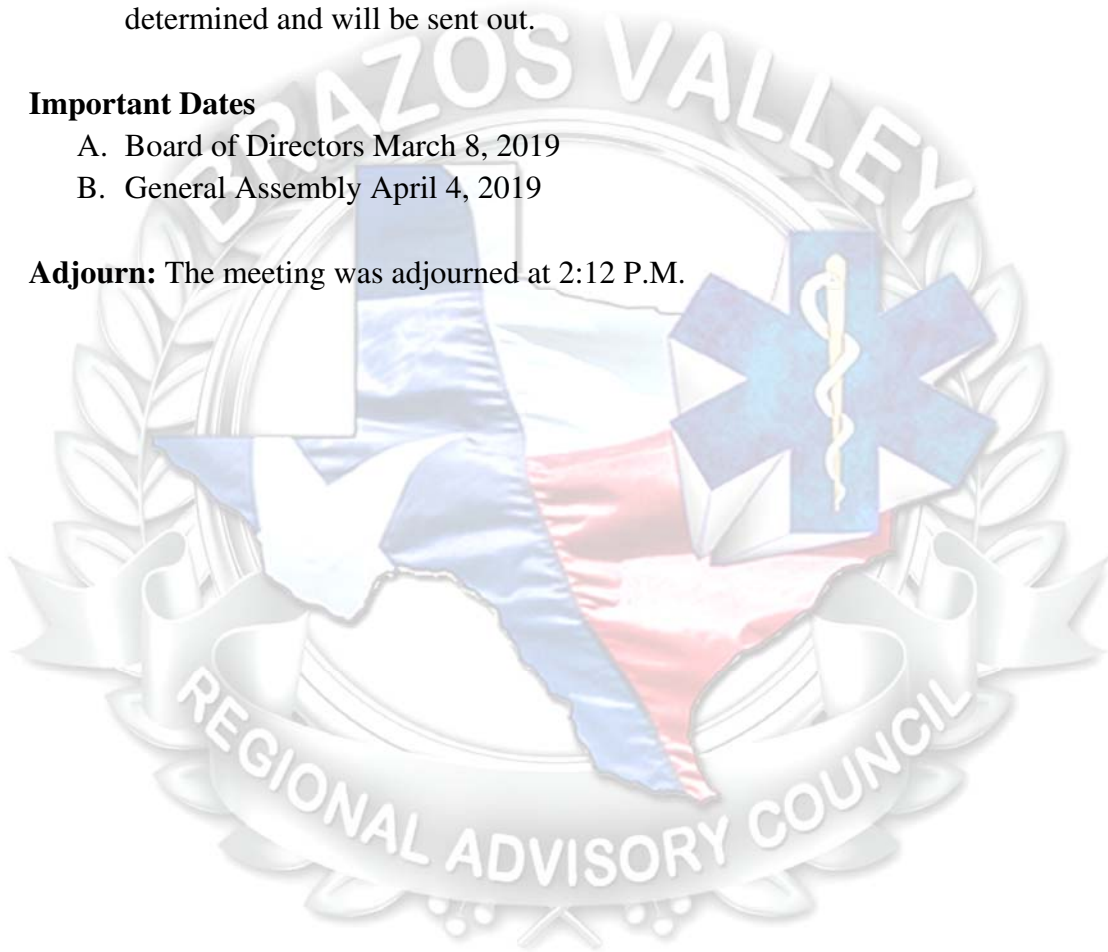 determined and will be sent out.
Important Dates
A. Board of Directors March 8, 2019
B. General Assembly April 4, 2019
Adjourn: The meeting was adjourned at 2:12 P.M.
BRAZOS VALLEY
REGIONAL ADVISORY COUNCIL